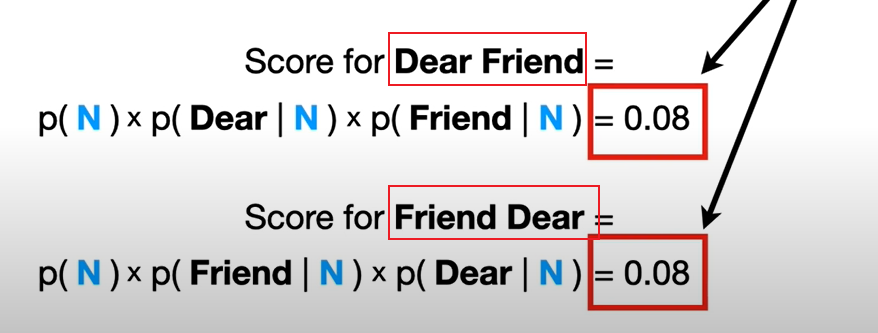 Score for Dear Friend =
p( N ) × p( Dear | N ) × p( Friend | N ) = 0.08
Score for Friend Dear =
p( N ) × p( Friend | N ) × p( Dear | N ) = 0.08